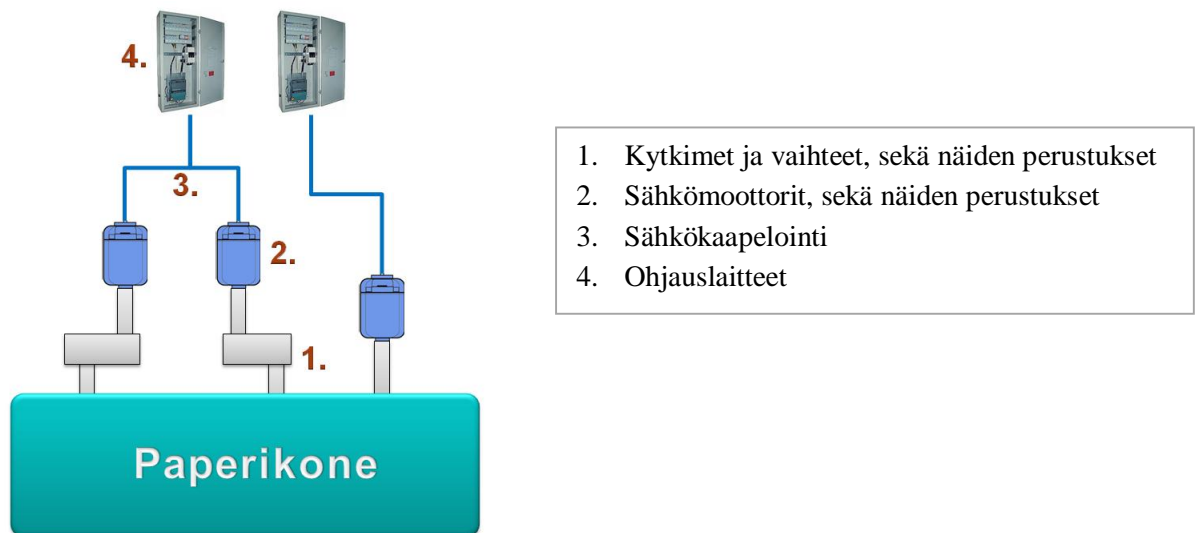 4.
3.
2.
1.
Paperikone
1. Kytkimet ja vaihteet, sekä näiden perustukset
2. Sähkömoottorit, sekä näiden perustukset
3. Sähkökaapelointi
4. Ohjauslaitteet